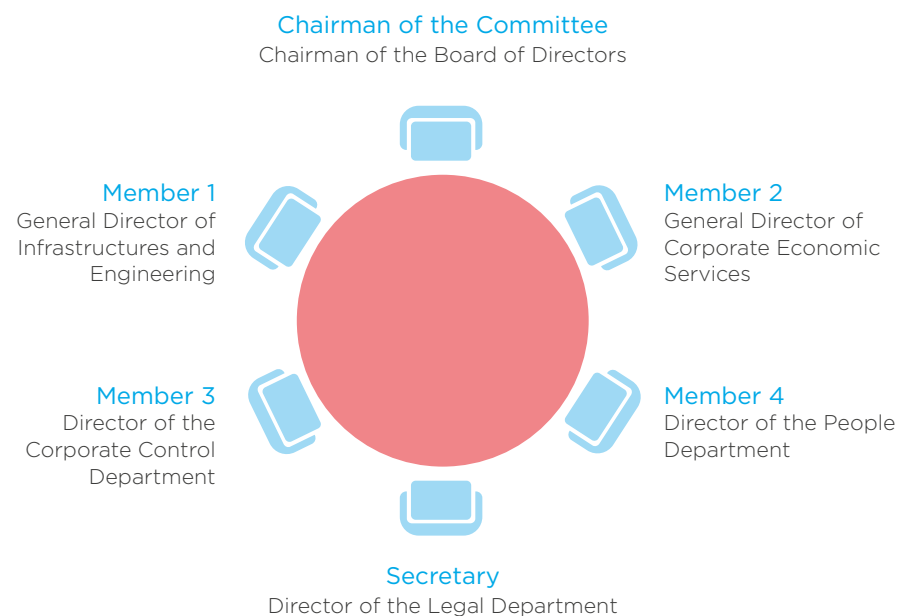 Chairman of the Committee
Chairman of the Board of Directors
Member 1
General Director of
Infrastructures and
Engineering
Member 2
General Director of
Corporate Economic
Services
Member 3
Director of the
Corporate Control
Department
Member 4
Director of the People
Department
Secretary
Director of the Legal Department